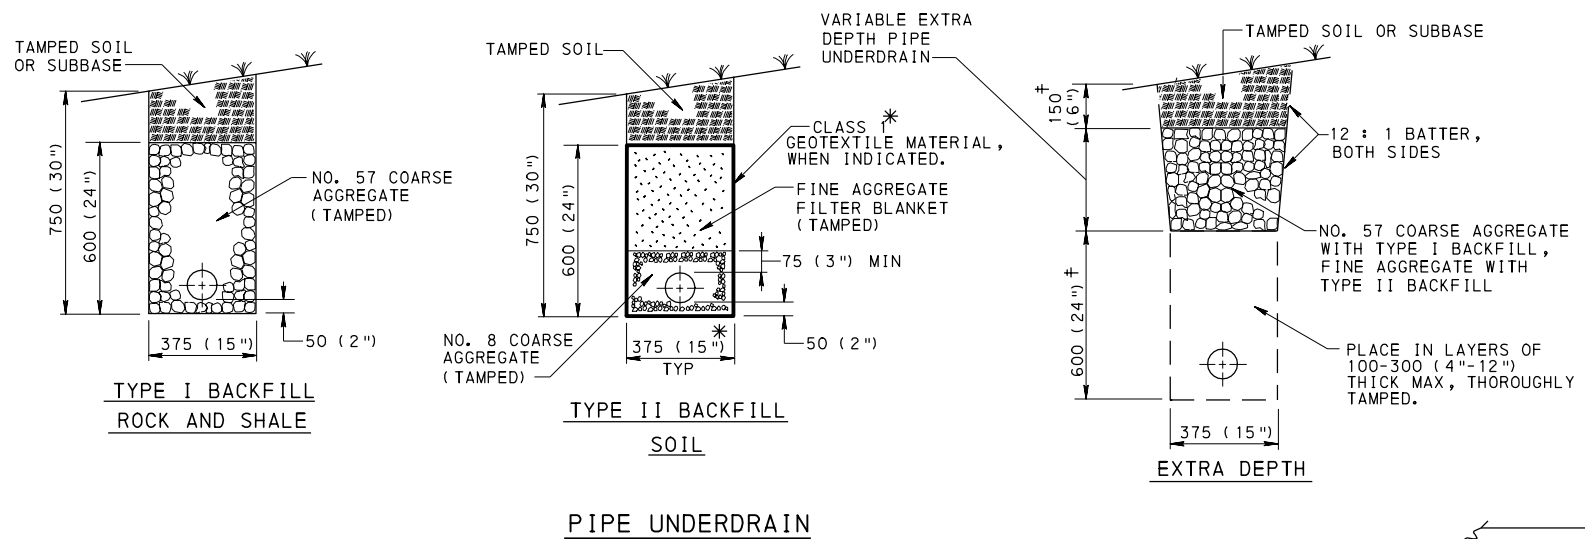 TAMPED SOIL
OR SUBBASE
750 (30")
600 (24")
NO. 57 COARSE
AGGREGATE
(TAMPED)
375 (15")
50 (2")
TYPE I BACKFILL
ROCK AND SHALE
TAMPED SOIL
750 (30")
600 (24")
CLASS 1*
GEOTEXTILE MATERIAL,
WHEN INDICATED.
FINE AGGREGATE
FILTER BLANKET
(TAMPED)
75 (3") MIN
NO. 8 COARSE
AGGREGATE
(TAMPED)
375 (15")*
TYP
50 (2")
TYPE II BACKFILL
SOIL
VARIABLE EXTRA
DEPTH PIPE
UNDERDRAIN
TAMPED SOIL OR SUBBASE
150 ‡
(6")
12 : 1 BATTER,
BOTH SIDES
NO. 57 COARSE AGGREGATE
WITH TYPE I BACKFILL,
FINE AGGREGATE WITH
TYPE II BACKFILL
600 (24") ‡
PLACE IN LAYERS OF
100-300 (4"-12")
THICK MAX, THOROUGHLY
TAMPED.
375 (15")
EXTRA DEPTH
PIPE UNDERDRAIN